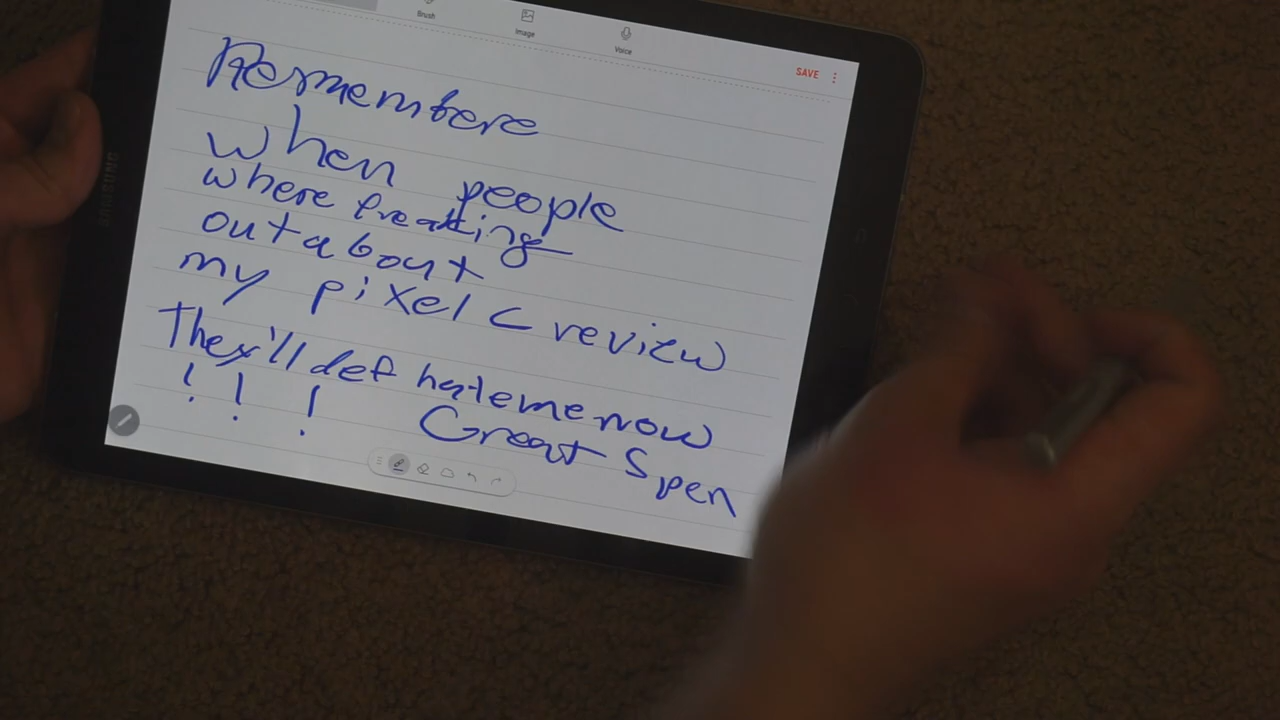 Brush
Image
Voice
SAVE
Remembere
when people
where freaking
out about
my pixel C review
They'll def hate me now
! ! !
Great Spen
SAMSUNG